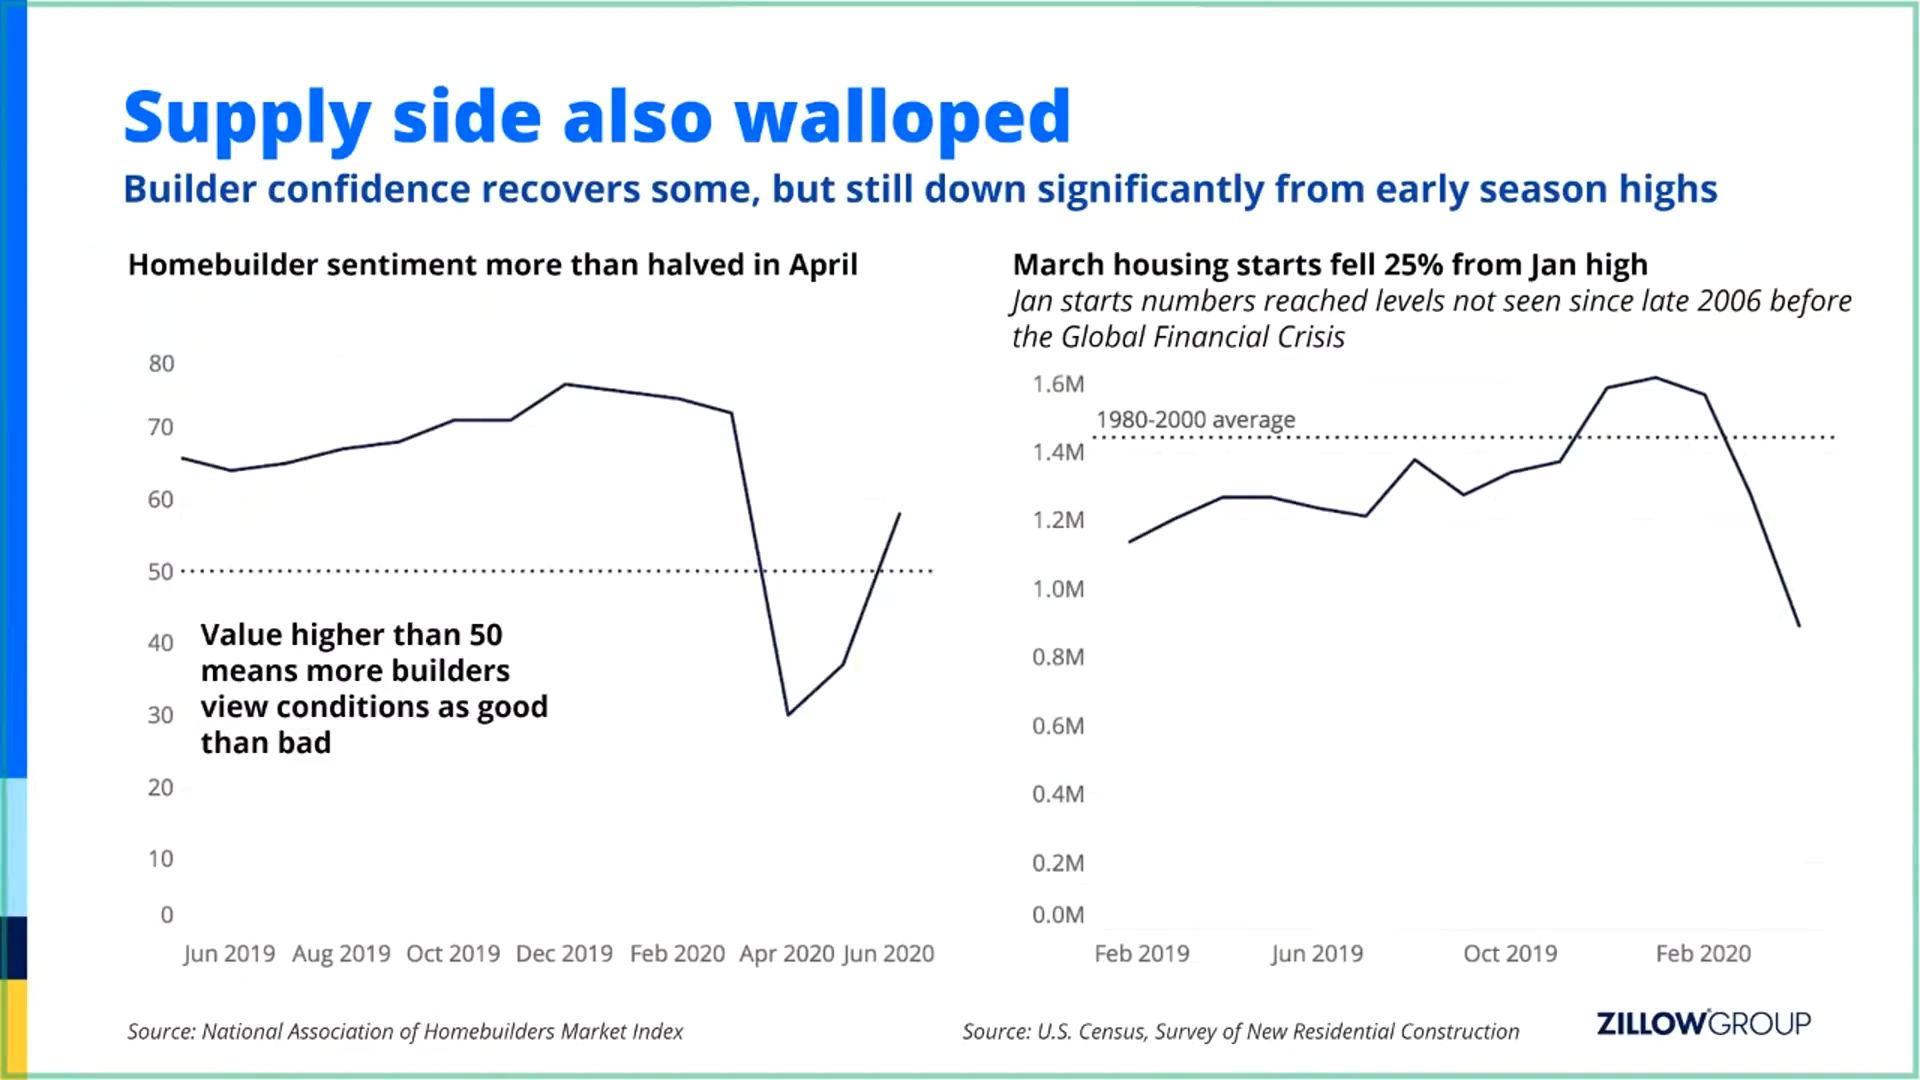 Supply side also walloped
Builder confidence recovers some, but still down significantly from early season highs
Homebuilder sentiment more than halved in April
80
70
60
50
40
30
20
10
0
Value higher than 50
means more builders
view conditions as good
than bad
Jun 2019 Aug 2019 Oct 2019 Dec 2019 Feb 2020 Apr 2020 Jun 2020
Source: National Association of Homebuilders Market Index
March housing starts fell 25% from Jan high
Jan starts numbers reached levels not seen since late 2006 before
the Global Financial Crisis
1.6M
1980-2000 average
1.4M
1.2M
1.0M
0.8M
0.6M
0.4M
0.2M
0.0M
Feb 2019 Jun 2019 Oct 2019 Feb 2020
Source: U.S. Census, Survey of New Residential Construction
ZILLOW GROUP